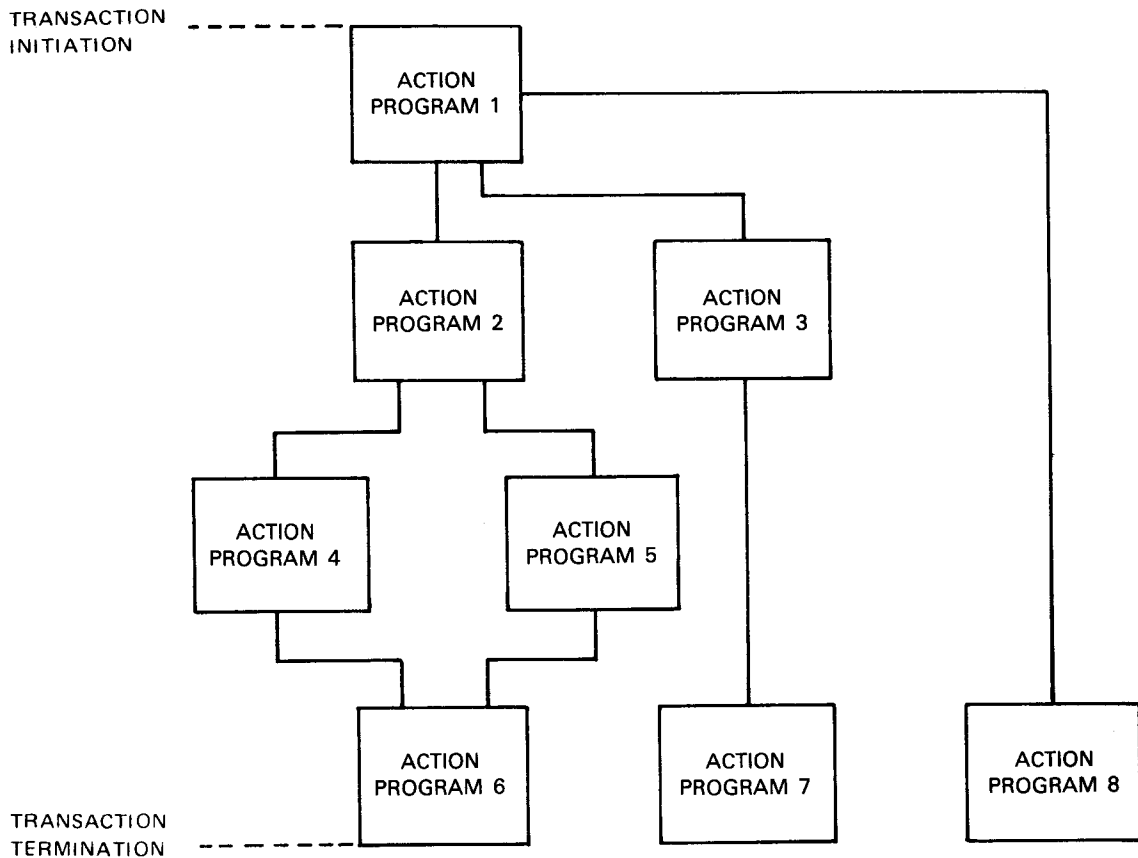 TRANSACTION
INITIATION
ACTION
PROGRAM 1
ACTION
PROGRAM 2
ACTION
PROGRAM 3
ACTION
PROGRAM 4
ACTION
PROGRAM 5
ACTION
PROGRAM 6
ACTION
PROGRAM 7
ACTION
PROGRAM 8
TRANSACTION
TERMINATION